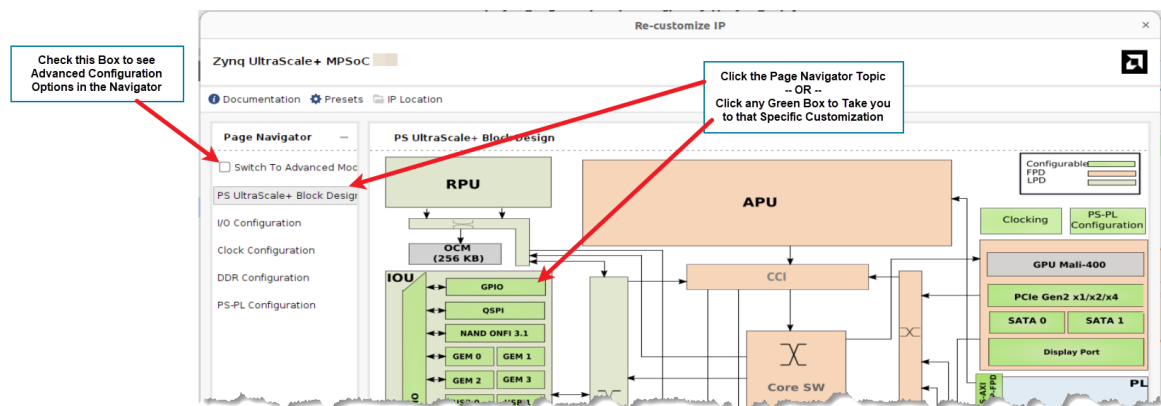 Re-customize IP
×
Check this Box to see
Advanced Configuration
Options in the Navigator
Zynq UltraScale+ MPSoC
Click the Page Navigator Topic
-- OR --
Click any Green Box to Take you
to that Specific Customization
Documentation Presets IP Location
Page Navigator —
Switch To Advanced Moc
PS UltraScale+ Block Design
I/O Configuration
Clock Configuration
DDR Configuration
PS-PL Configuration
PS UltraScale+ Block Design
Configurable
FPD
LPD
RPU
APU
Clocking
PS-PL
Configuration
OCM
(256 KB)
CCI
GPU Mali-400
IOU
GPIO
PCIe Gen2 x1/x2/x4
QSPI
SATA 0 SATA 1
NAND ONFI 3.1
GEM 0 GEM 1
Display Port
GEM 2 GEM 3
Core SW
PL
USB 0 USB 1